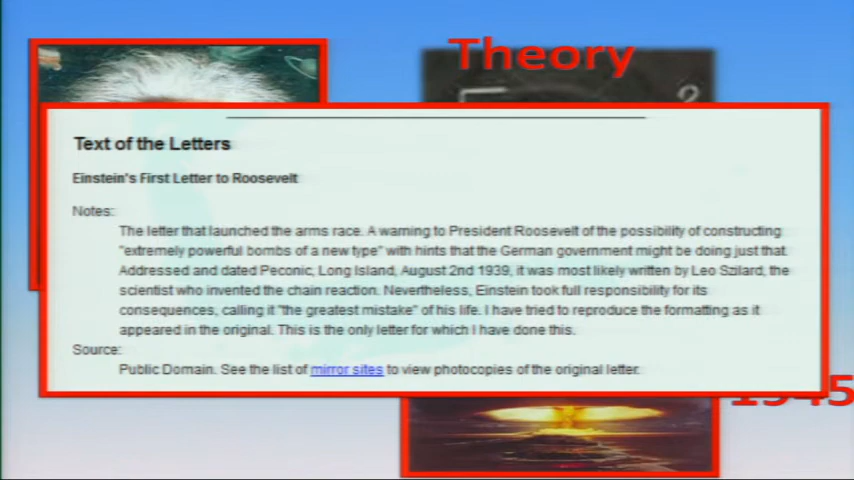 Theory
2
Text of the Letters
Einstein's First Letter to Roosevelt
Notes:
The letter that launched the arms race. A warning to President Roosevelt of the possibility of constructing
"extremely powerful bombs of a new type" with hints that the German government might be doing just that.
Addressed and dated Peconic, Long Island, August 2nd 1939, it was most likely written by Leo Szilard, the
scientist who invented the chain reaction. Nevertheless, Einstein took full responsibility for its
consequences, calling it "the greatest mistake" of his life. I have tried to reproduce the formatting as it
appeared in the original. This is the only letter for which I have done this.
Source:
Public Domain. See the list of mirror sites to view photocopies of the original letter.
1945